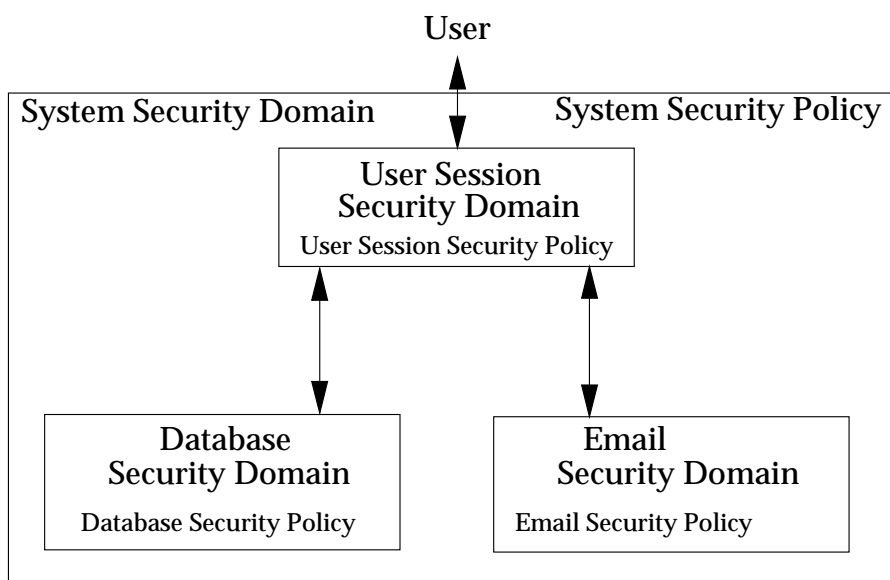 User
System Security Domain
System Security Policy
User Session
Security Domain
User Session Security Policy
Database
Security Domain
Database Security Policy
Email
Security Domain
Email Security Policy